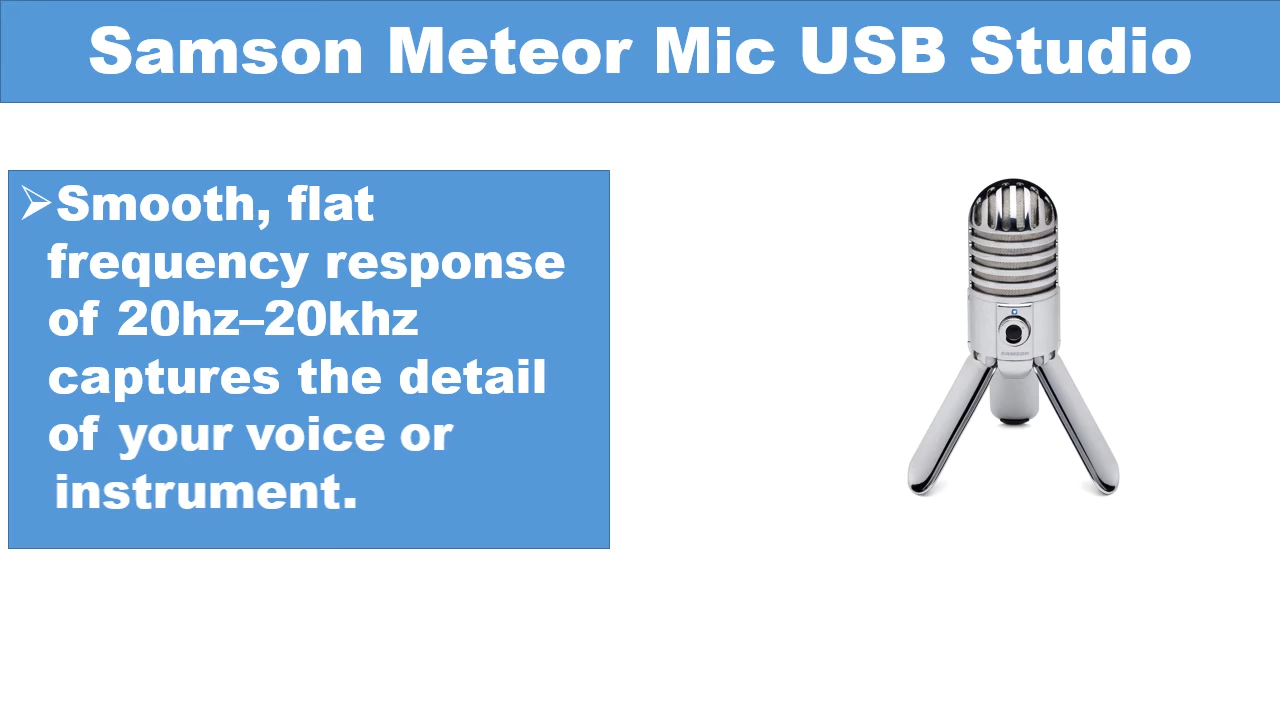 Samson Meteor Mic USB Studio
➢Smooth, flat
frequency response
of 20hz–20khz
captures the detail
of your voice or
instrument.
SAMSON